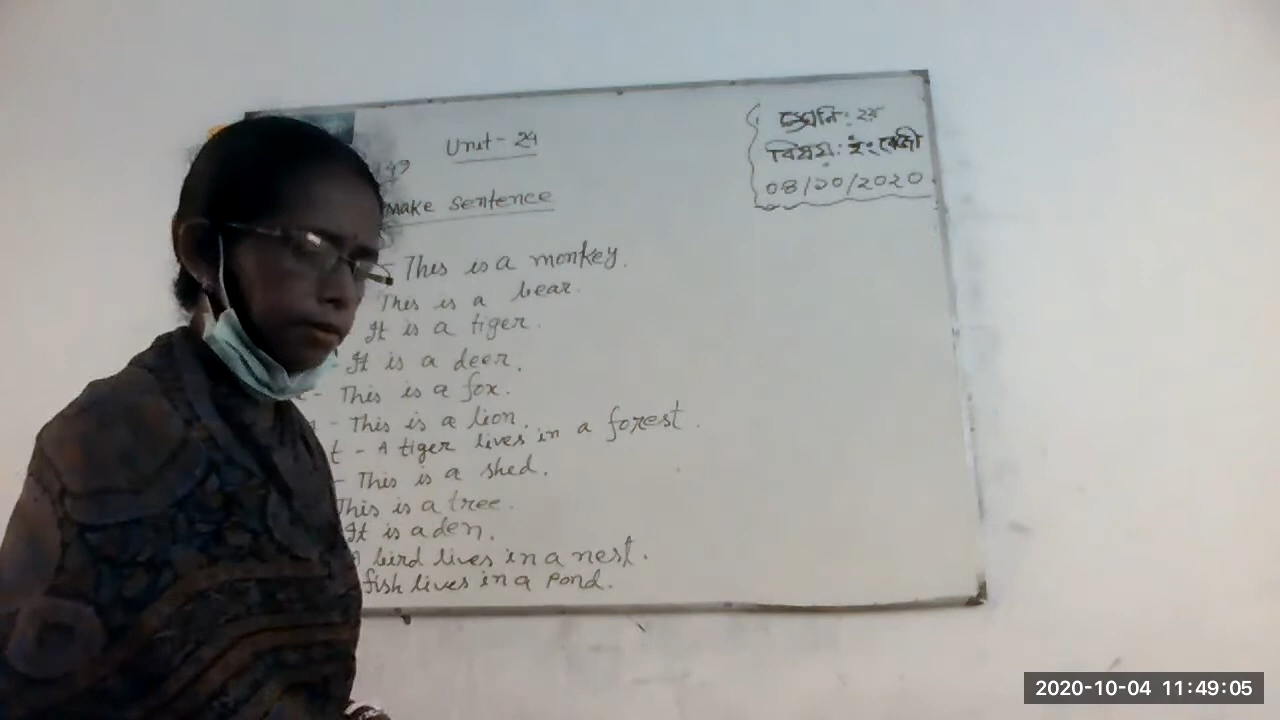 Unit - 24
Make Sentence
- This is a monkey.
This is a bear.
It is a tiger.
- It is a deer.
- This is a fox.
- This is a lion.
t - A tiger lives in a forest.
- This is a shed.
This is a tree.
It is a den.
A bird lives in a nest.
fish lives in a pond.
শ্রেণি: ২য়
বিষয়: ইংরেজী
04/10/2020
2020-10-04 11:49:05